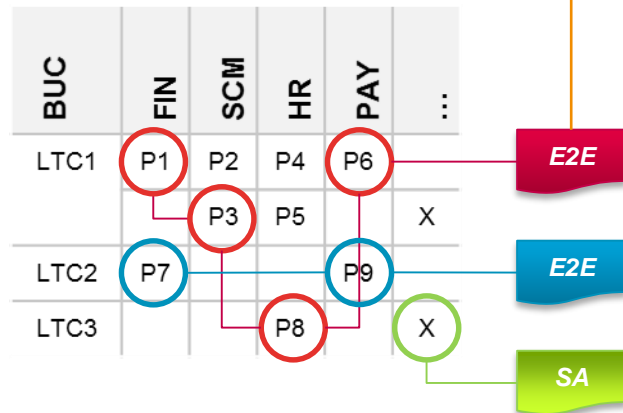 BUC FIN SCM HR PAY ...
LTC1 P1 P2 P4 P6 E2E
P3 P5 X
LTC2 P7 P9 E2E
LTC3 P8 X
SA